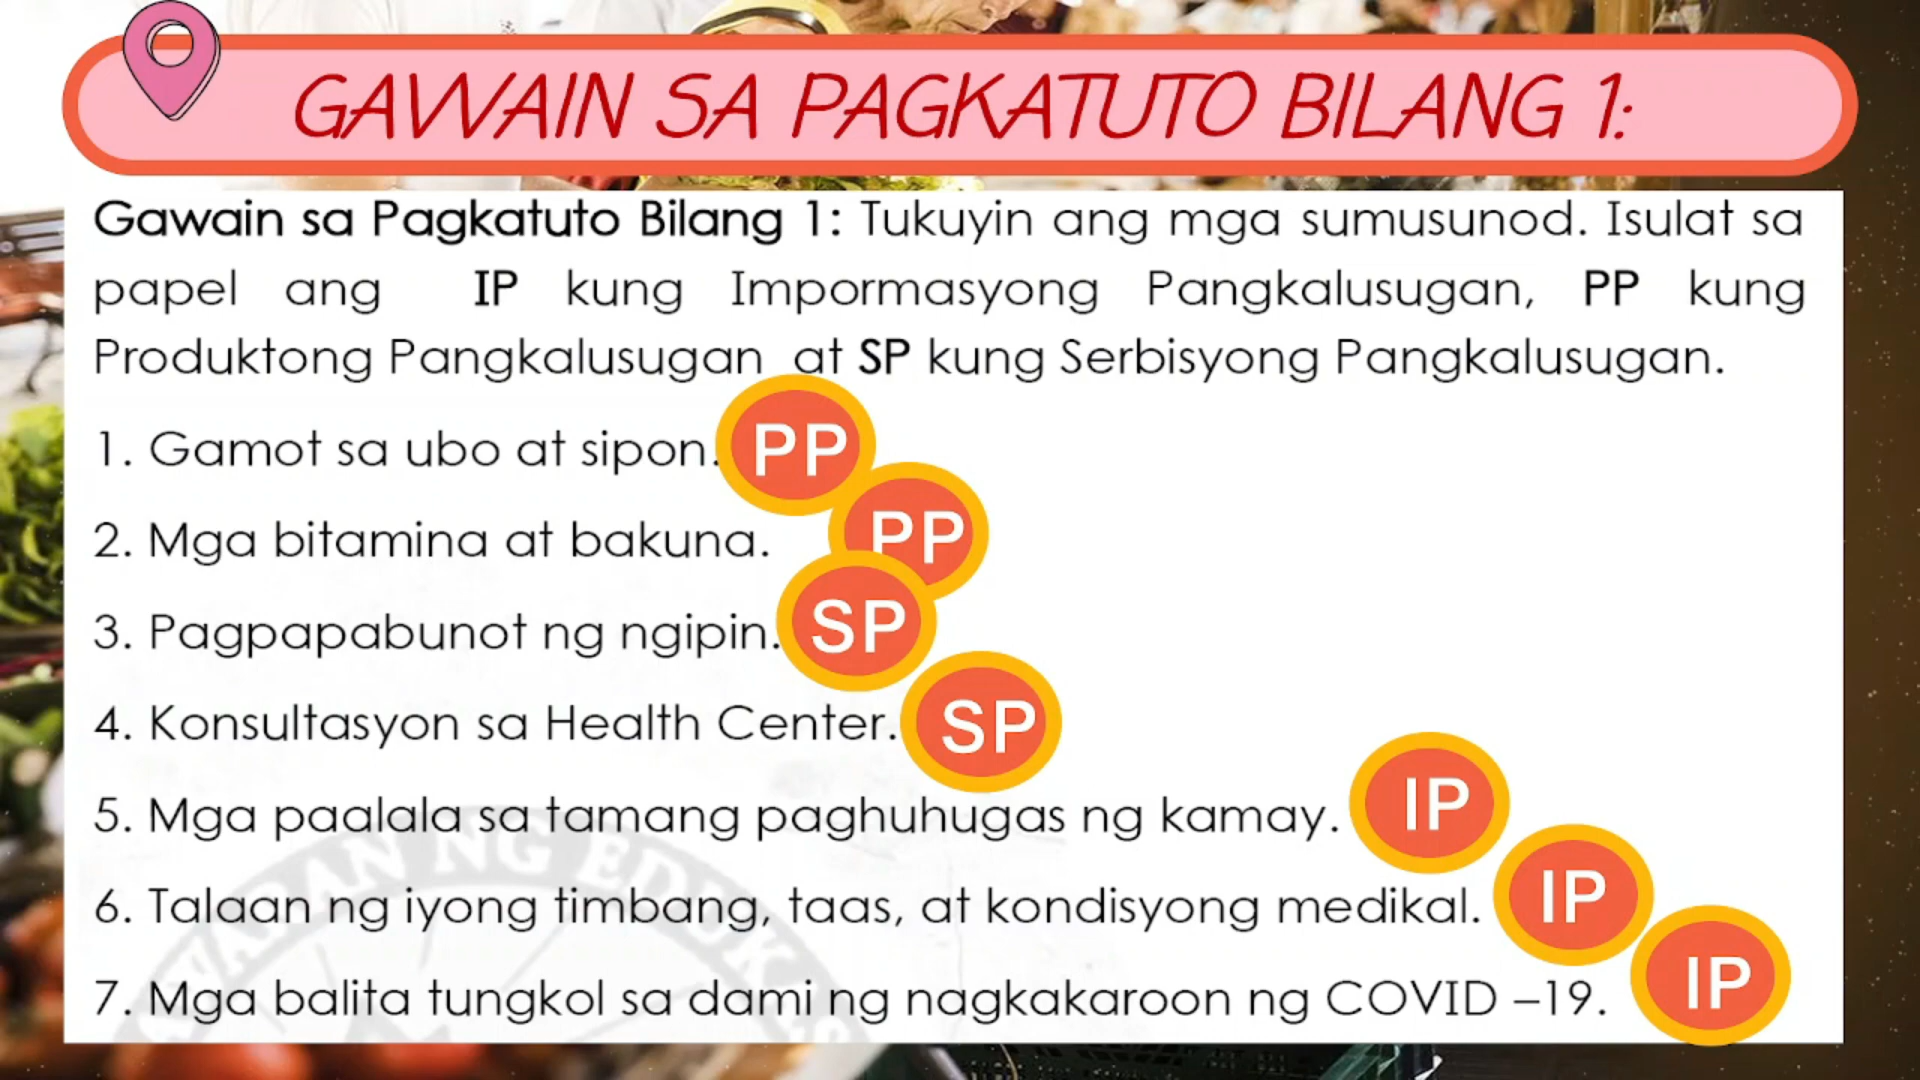 GAWAIN SA PAGKATUTO BILANG 1:
Gawain sa Pagkatuto Bilang 1: Tukuyin ang mga sumusunod. Isulat sa
papel ang IP kung Impormasyong Pangkalusugan, PP kung
Produktong Pangkalusugan at SP kung Serbisyong Pangkalusugan.
1. Gamot sa ubo at sipon. PP
2. Mga bitamina at bakuna. PP
3. Pagpapabunot ng ngipin. SP
4. Konsultasyon sa Health Center. SP
5. Mga paalala sa tamang paghuhugas ng kamay. IP
6. Talaan ng iyong timbang, taas, at kondisyong medikal. IP
7. Mga balita tungkol sa dami ng nagkakaroon ng COVID –19. IP